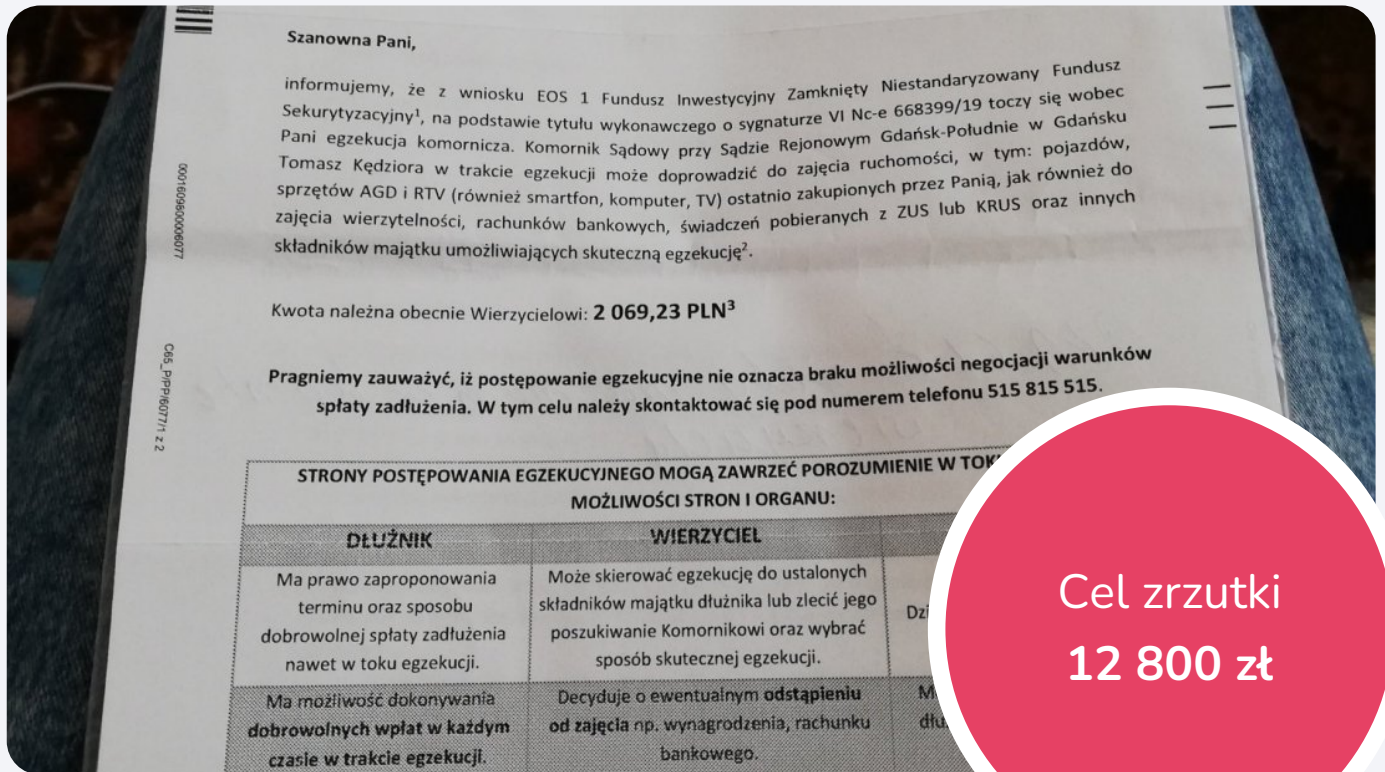 Szanowna Pani,
informujemy, że z wniosku EOS 1 Fundusz Inwestycyjny Zamknięty Niestandaryzowany Fundusz
Sekurytyzacyjny¹, na podstawie tytułu wykonawczego o sygnaturze VI Nc-e 668399/19 toczy się wobec
Pani egzekucja komornicza. Komornik Sądowy przy Sądzie Rejonowym Gdańsk-Południe w Gdańsku
Tomasz Kędziora w trakcie egzekucji może doprowadzić do zajęcia ruchomości, w tym: pojazdów,
sprzętów AGD i RTV (również smartfon, komputer, TV) ostatnio zakupionych przez Panią, jak również do
zajęcia wierzytelności, rachunków bankowych, świadczeń pobieranych z ZUS lub KRUS oraz innych
składników majątku umożliwiających skuteczną egzekucję².
Kwota należna obecnie Wierzycielowi: 2 069,23 PLN³
Pragniemy zauważyć, iż postępowanie egzekucyjne nie oznacza braku możliwości negocjacji warunków
spłaty zadłużenia. W tym celu należy skontaktować się pod numerem telefonu 515 815 515.
0001609600006077
C65_P/PP/6077/1 z 2
STRONY POSTĘPOWANIA EGZEKUCYJNEGO MOGĄ ZAWRZEĆ POROZUMIENIE W
MOŻLIWOŚCI STRON I ORGANU:
DŁUŻNIK
Ma prawo zaproponowania
terminu oraz sposobu
dobrowolnej spłaty zadłużenia
nawet w toku egzekucji.
WIERZYCIEL
Może skierować egzekucję do ustalonych
składników majątku dłużnika lub zlecić jego
poszukiwanie Komornikowi oraz wybrać
sposób skutecznej egzekucji.
Ma możliwość dokonywania
dobrowolnych wpłat w każdym
czasie w trakcie egzekucji.
Decyduje o ewentualnym odstąpieniu
od zajęcia np. wynagrodzenia, rachunku
bankowego.
Cel zrzutki
12 800 zł